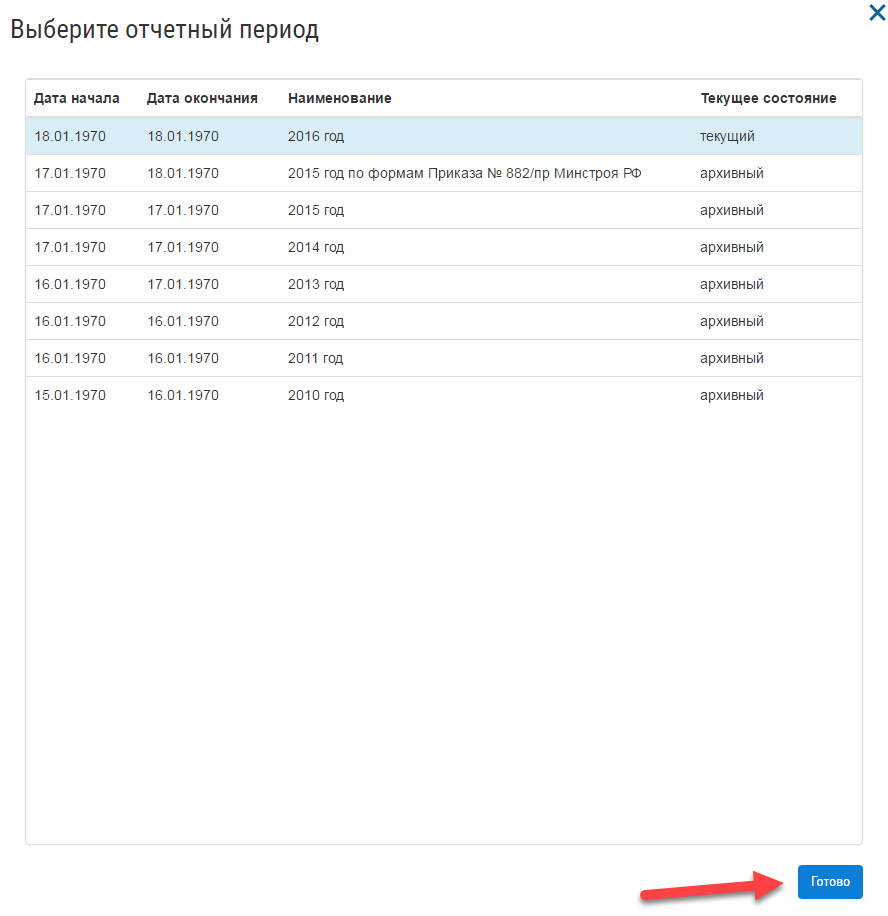 Выберите отчетный период
Дата начала Дата окончания Наименование Текущее состояние
18.01.1970 18.01.1970 2016 год текущий
17.01.1970 18.01.1970 2015 год по формам Приказа № 882/пр Минстроя РФ архивный
17.01.1970 17.01.1970 2015 год архивный
17.01.1970 17.01.1970 2014 год архивный
16.01.1970 17.01.1970 2013 год архивный
16.01.1970 16.01.1970 2012 год архивный
16.01.1970 16.01.1970 2011 год архивный
15.01.1970 16.01.1970 2010 год архивный
Готово